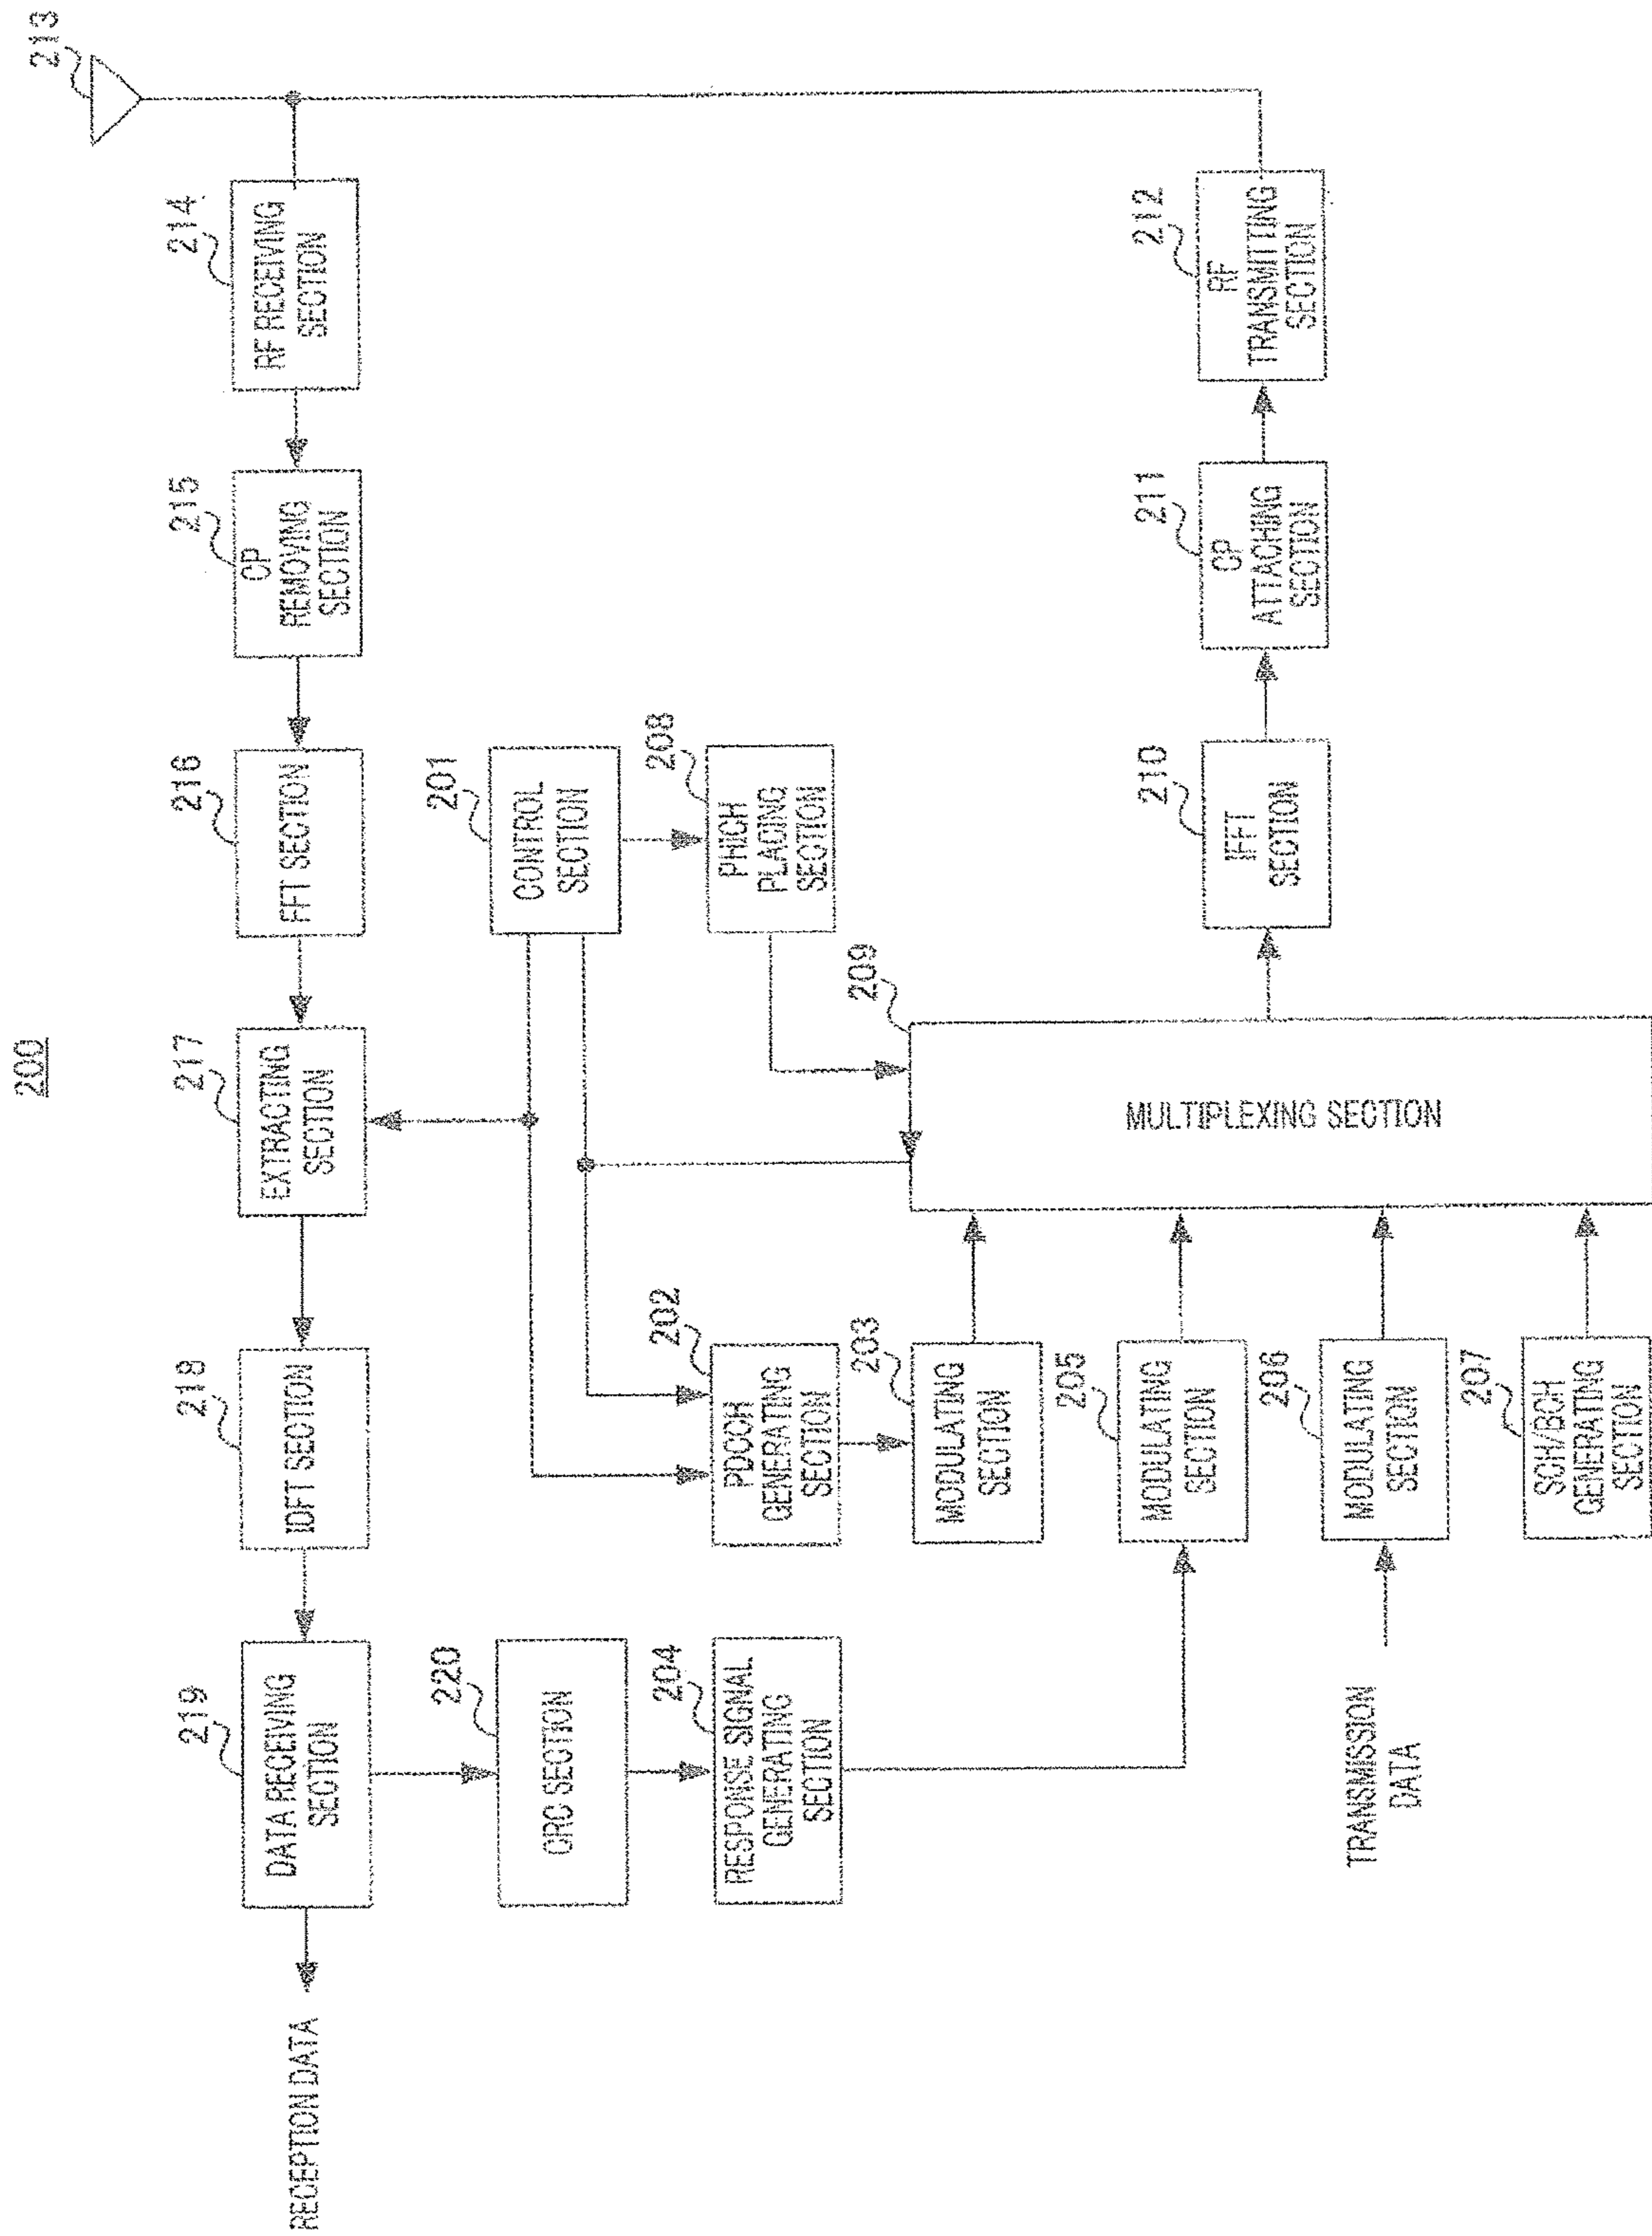 200
213
214
RF RECEIVING
SECTION
215
CP
REMOVING
SECTION
216
FFT SECTION
217
EXTRACTING
SECTION
218
IDFT SECTION
219
DATA RECEIVING
SECTION
RECEPTION DATA
201
CONTROL
SECTION
220
CRC SECTION
208
PHICH
PLACING
SECTION
202
PDCCH
GENERATING
SECTION
204
RESPONSE SIGNAL
GENERATING
SECTION
209
MULTIPLEXING SECTION
203
MODULATING
SECTION
205
MODULATING
SECTION
206
MODULATING
SECTION
207
SCH/BCH
GENERATING
SECTION
TRANSMISSION
DATA
210
IFFT
SECTION
211
CP
ATTACHING
SECTION
212
RF
TRANSMITTING
SECTION